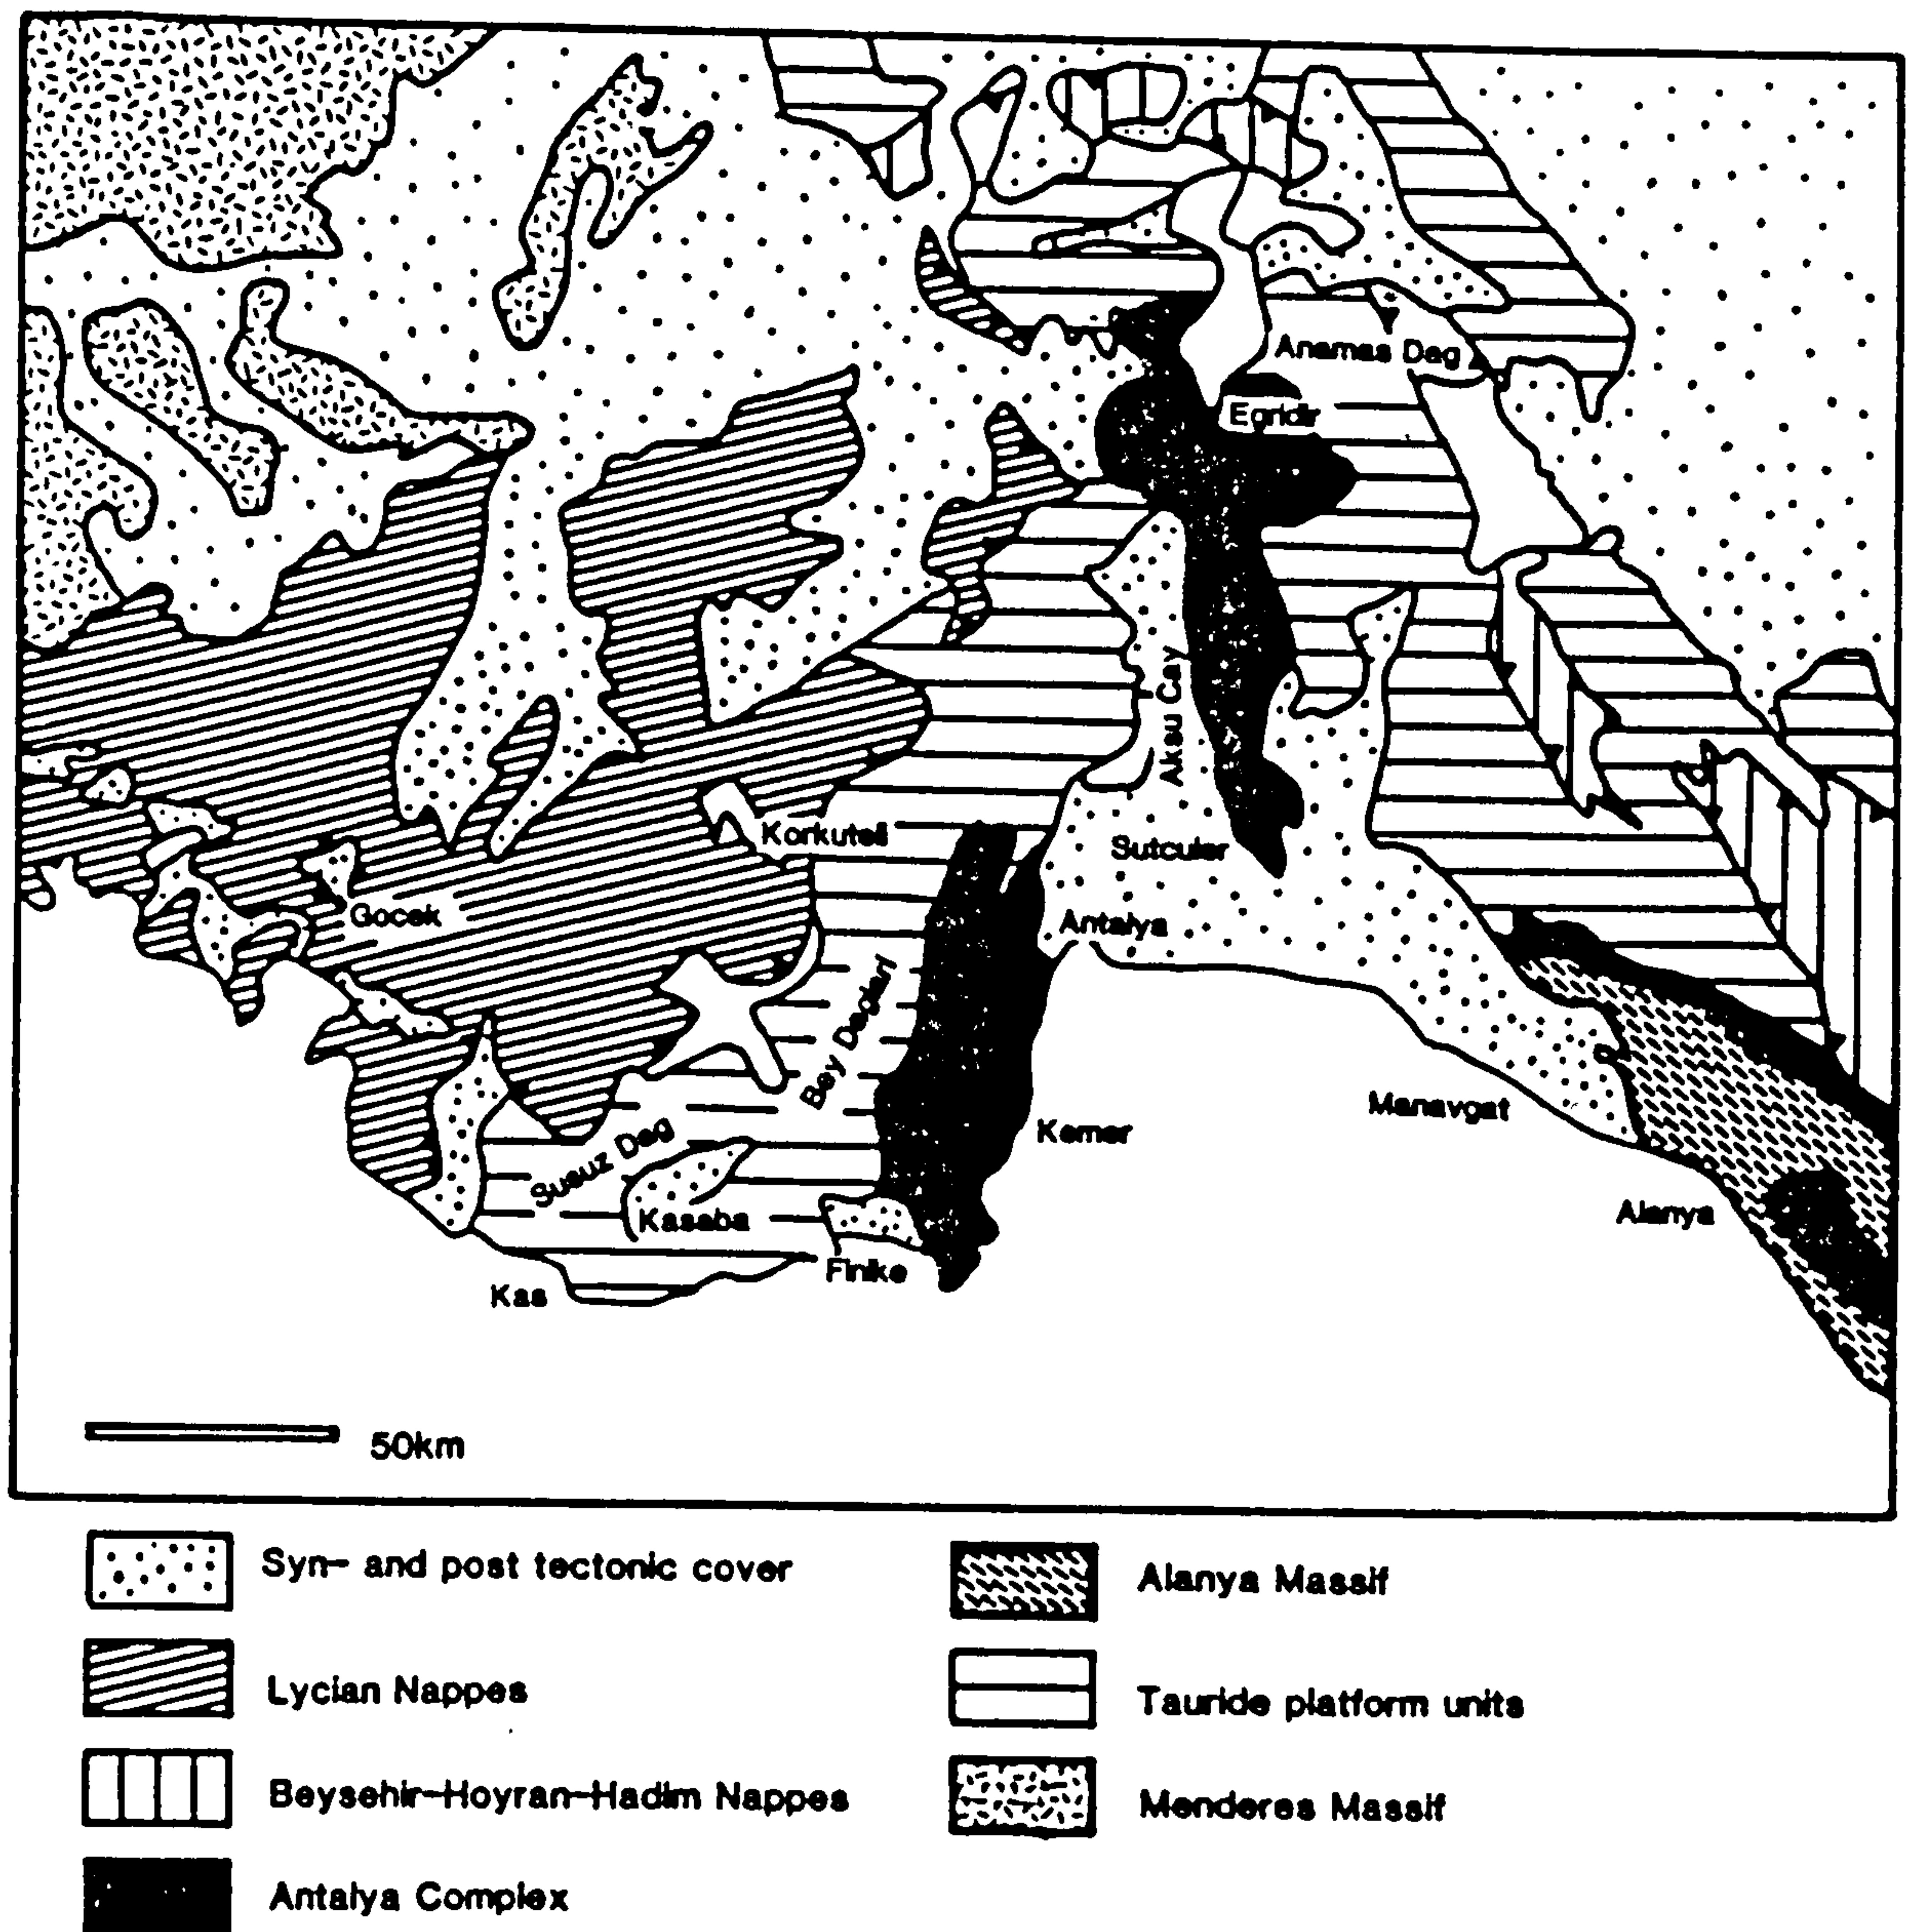 Anamas Dag
Egridir
Aksu Cay
Korkuteli
Sutculer
Gocek
Antalya
Bey Daglari
Kemer
Manavgat
Susuz Dag
Alanya
Kasaba
Finike
Kas
50km
Syn- and post tectonic cover
Alanya Massif
Lycian Nappes
Tauride platform units
Beysehir-Hoyran-Hadim Nappes
Menderes Massif
Antalya Complex